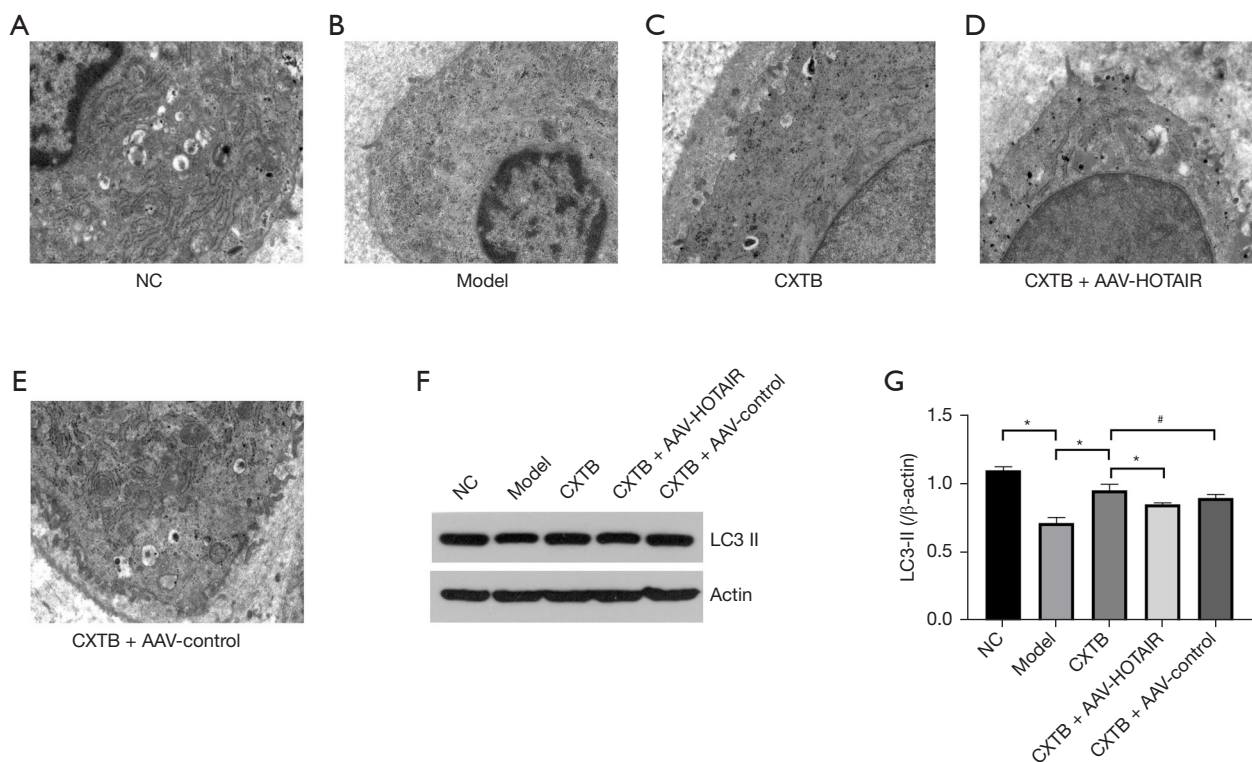 A
B
C
D
NC
Model
CXTB
CXTB + AAV-HOTAIR
E
CXTB + AAV-control
F
NC
Model
CXTB
CXTB + AAV-HOTAIR
CXTB + AAV-control
LC3 II
Actin
G
LC3-II (/β-actin)
1.5
1.0
0.5
0.0
*
*
*
#
NC
Model
CXTB
CXTB + AAV-HOTAIR
CXTB + AAV-control